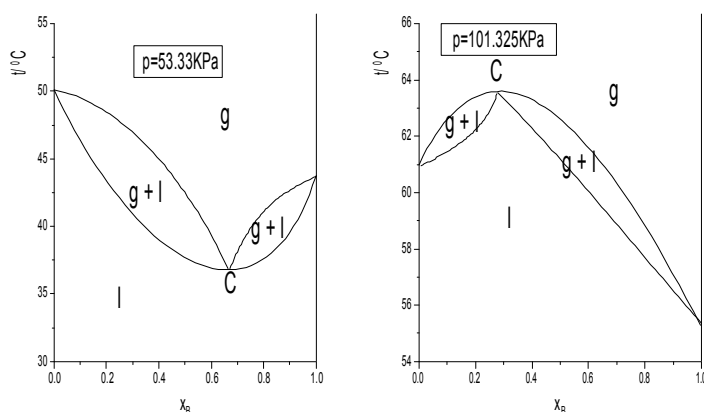 55
50
45
40
35
30
t/ °C
p=53.33KPa
g
g + l
g + l
C
l
0.0 0.2 0.4 0.6 0.8 1.0
x_B
66
64
62
60
58
56
54
t/ °C
p=101.325KPa
C
g
g + l
g + l
l
0.0 0.2 0.4 0.6 0.8 1.0
x_B